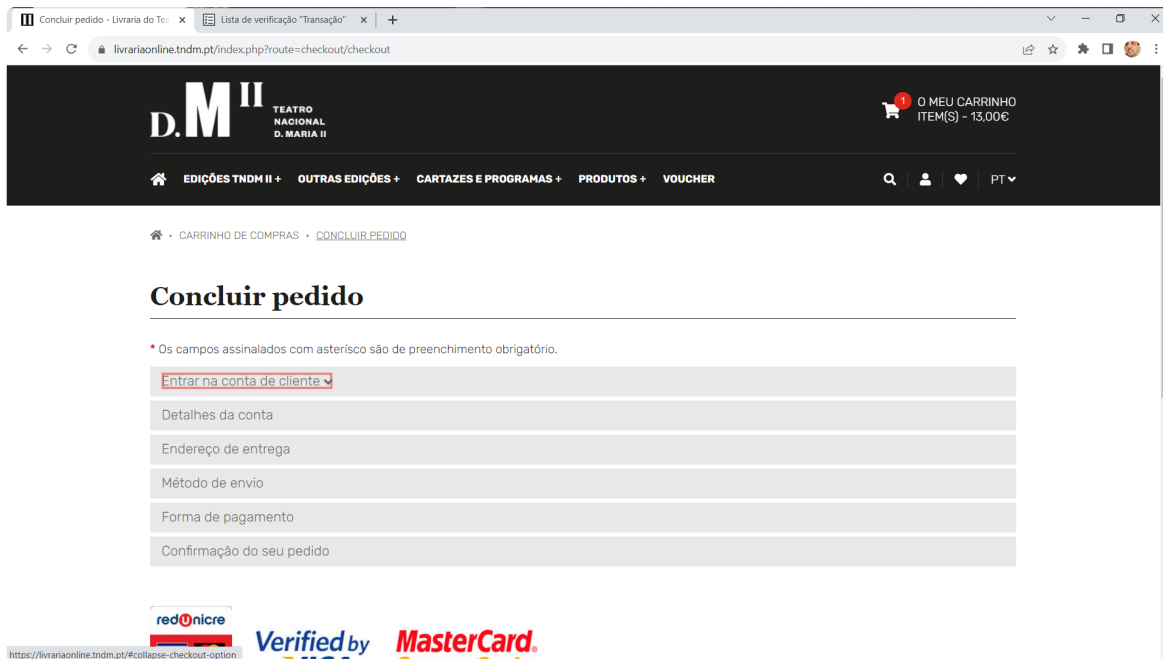 Concluir pedido - Livraria do Tea
Lista de verificação "Transação"
livrariaonline.tndm.pt/index.php?route=checkout/checkout
D.M II
TEATRO
NACIONAL
D. MARIA II
1
O MEU CARRINHO
ITEM(S) - 13,00€
EDIÇÕES TNDM II +
OUTRAS EDIÇÕES +
CARTAZES E PROGRAMAS +
PRODUTOS +
VOUCHER
PT
CARRINHO DE COMPRAS • CONCLUIR PEDIDO
Concluir pedido
* Os campos assinalados com asterísco são de preenchimento obrigatório.
Entrar na conta de cliente
Detalhes da conta
Endereço de entrega
Método de envio
Forma de pagamento
Confirmação do seu pedido
redunicre
Verified by
MasterCard.
https://livrariaonline.tndm.pt/#collapse-checkout-option